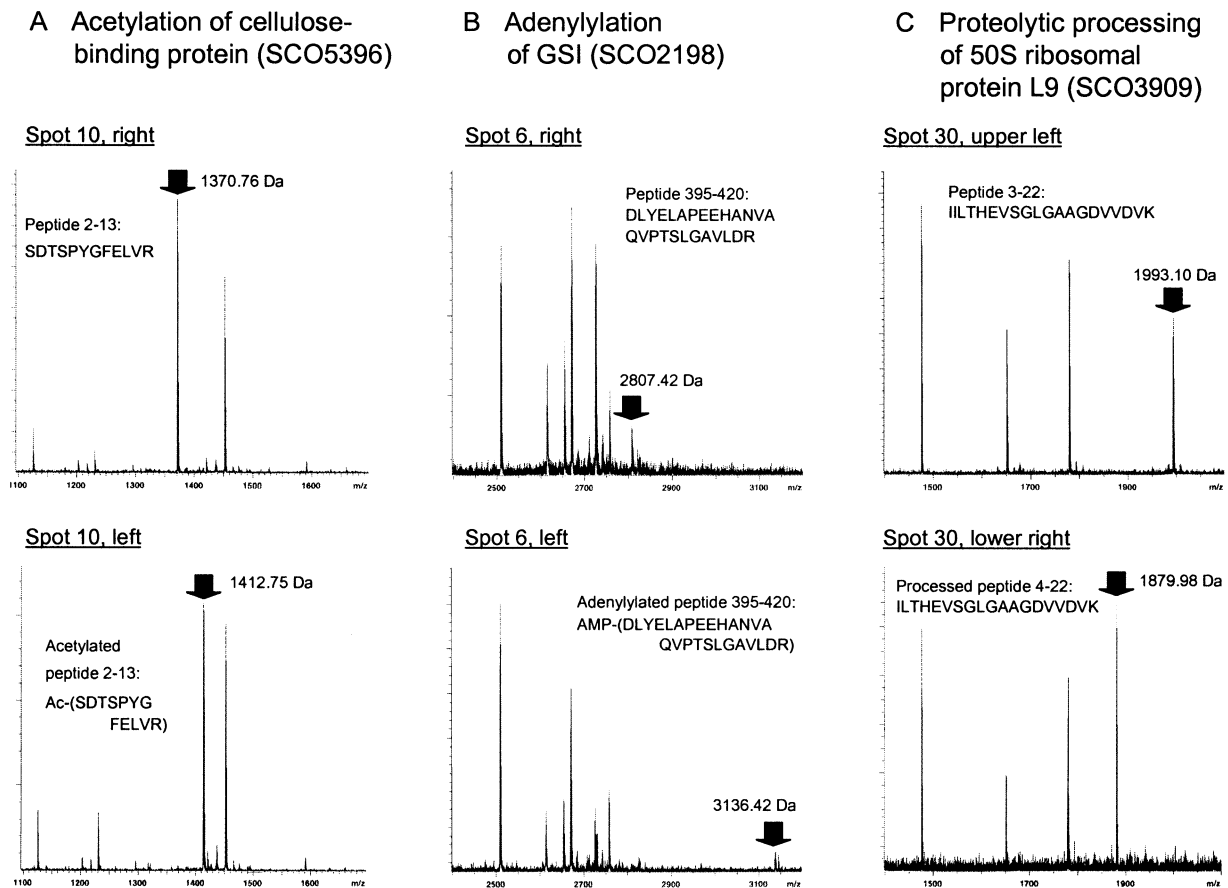 A Acetylation of cellulose-
binding protein (SCO5396)
Spot 10, right
1370.76 Da
Peptide 2-13:
SDTSPYGFELVR
1100 1200 1300 1400 1500 1600 m/z
Spot 10, left
1412.75 Da
Acetylated
peptide 2-13:
Ac-(SDTSPYG
FELVR)
1100 1200 1300 1400 1500 1600 m/z
B Adenylylation
of GSI (SCO2198)
Spot 6, right
Peptide 395-420:
DLYELAPEEHANVA
QVPTSLGAVLDR
2807.42 Da
2500 2700 2900 3100 m/z
Spot 6, left
Adenylylated peptide 395-420:
AMP-(DLYELAPEEHANVA
QVPTSLGAVLDR)
3136.42 Da
2500 2700 2900 3100 m/z
C Proteolytic processing
of 50S ribosomal
protein L9 (SCO3909)
Spot 30, upper left
Peptide 3-22:
IILTHEVSGLGAAGDVVDVK
1993.10 Da
1500 1700 1900 m/z
Spot 30, lower right
Processed peptide 4-22:
ILTHEVSGLGAAGDVVDVK
1879.98 Da
1500 1700 1900 m/z